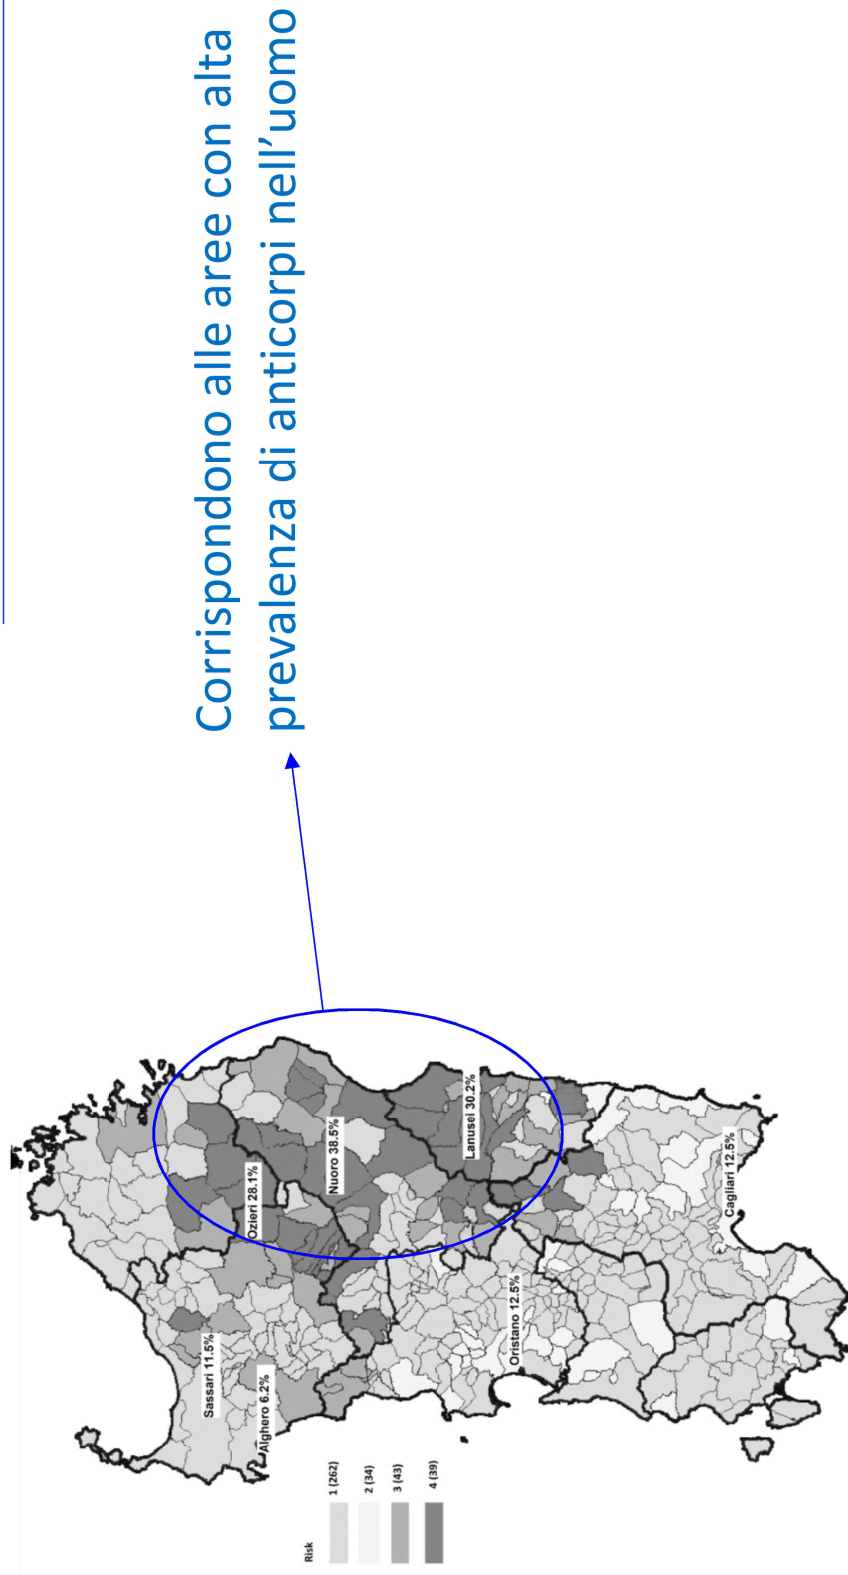 Corrispondono alle aree con alta
prevalenza di anticorpi nell’uomo
Sassari 11.5%
Alghero 6.2%
Ozieri 28.1%
Nuoro 38.5%
Lanusei 30.2%
Oristano 12.5%
Cagliari 12.5%
Risk
1 (262)
2 (34)
3 (43)
4 (39)